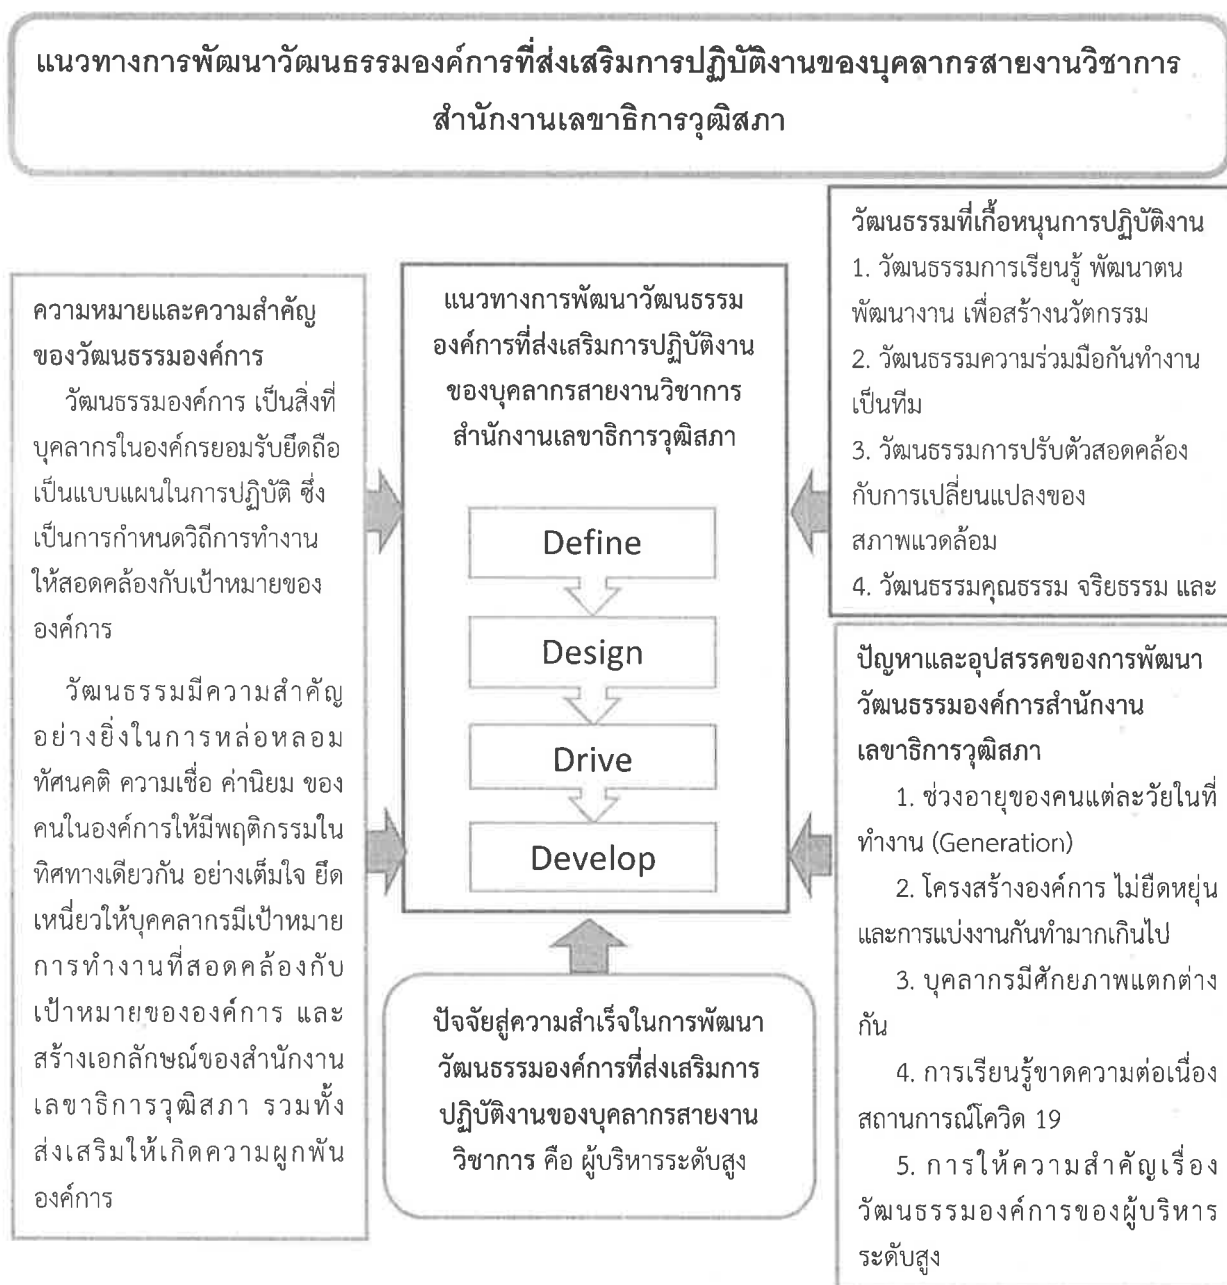 แนวทางการพัฒนาวัฒนธรรมองค์การที่ส่งเสริมการปฏิบัติงานของบุคลากรสายงานวิชาการ
สำนักงานเลขาธิการวุฒิสภา
ความหมายและความสำคัญ
ของวัฒนธรรมองค์การ
วัฒนธรรมองค์การ เป็นสิ่งที่
บุคลากรในองค์กรยอมรับยึดถือ
เป็นแบบแผนในการปฏิบัติ ซึ่ง
เป็นการกำหนดวิถีการทำงาน
ให้สอดคล้องกับเป้าหมายของ
องค์การ
วัฒนธรรมมีความสำคัญ
อย่างยิ่งในการหล่อหลอม
ทัศนคติ ความเชื่อ ค่านิยม ของ
คนในองค์การให้มีพฤติกรรมใน
ทิศทางเดียวกัน อย่างเต็มใจ ยึด
เหนี่ยวให้บุคคลากรมีเป้าหมาย
การทำงานที่สอดคล้องกับ
เป้าหมายขององค์การ และ
สร้างเอกลักษณ์ของสำนักงาน
เลขาธิการวุฒิสภา รวมทั้ง
ส่งเสริมให้เกิดความผูกพัน
องค์การ
แนวทางการพัฒนาวัฒนธรรม
องค์การที่ส่งเสริมการปฏิบัติงาน
ของบุคลากรสายงานวิชาการ
สำนักงานเลขาธิการวุฒิสภา
Define
Design
Drive
Develop
ปัจจัยสู่ความสำเร็จในการพัฒนา
วัฒนธรรมองค์การที่ส่งเสริมการ
ปฏิบัติงานของบุคลากรสายงาน
วิชาการ คือ ผู้บริหารระดับสูง
วัฒนธรรมที่เกื้อหนุนการปฏิบัติงาน
1. วัฒนธรรมการเรียนรู้ พัฒนาตน
พัฒนางาน เพื่อสร้างนวัตกรรม
2. วัฒนธรรมความร่วมมือกันทำงาน
เป็นทีม
3. วัฒนธรรมการปรับตัวสอดคล้อง
กับการเปลี่ยนแปลงของ
สภาพแวดล้อม
4. วัฒนธรรมคุณธรรม จริยธรรม และ
ปัญหาและอุปสรรคของการพัฒนา
วัฒนธรรมองค์การสำนักงาน
เลขาธิการวุฒิสภา
1. ช่วงอายุของคนแต่ละวัยในที่
ทำงาน (Generation)
2. โครงสร้างองค์การ ไม่ยืดหยุ่น
และการแบ่งงานกันทำมากเกินไป
3. บุคลากรมีศักยภาพแตกต่าง
กัน
4. การเรียนรู้ขาดความต่อเนื่อง
สถานการณ์โควิด 19
5. การให้ความสำคัญเรื่อง
วัฒนธรรมองค์การของผู้บริหาร
ระดับสูง